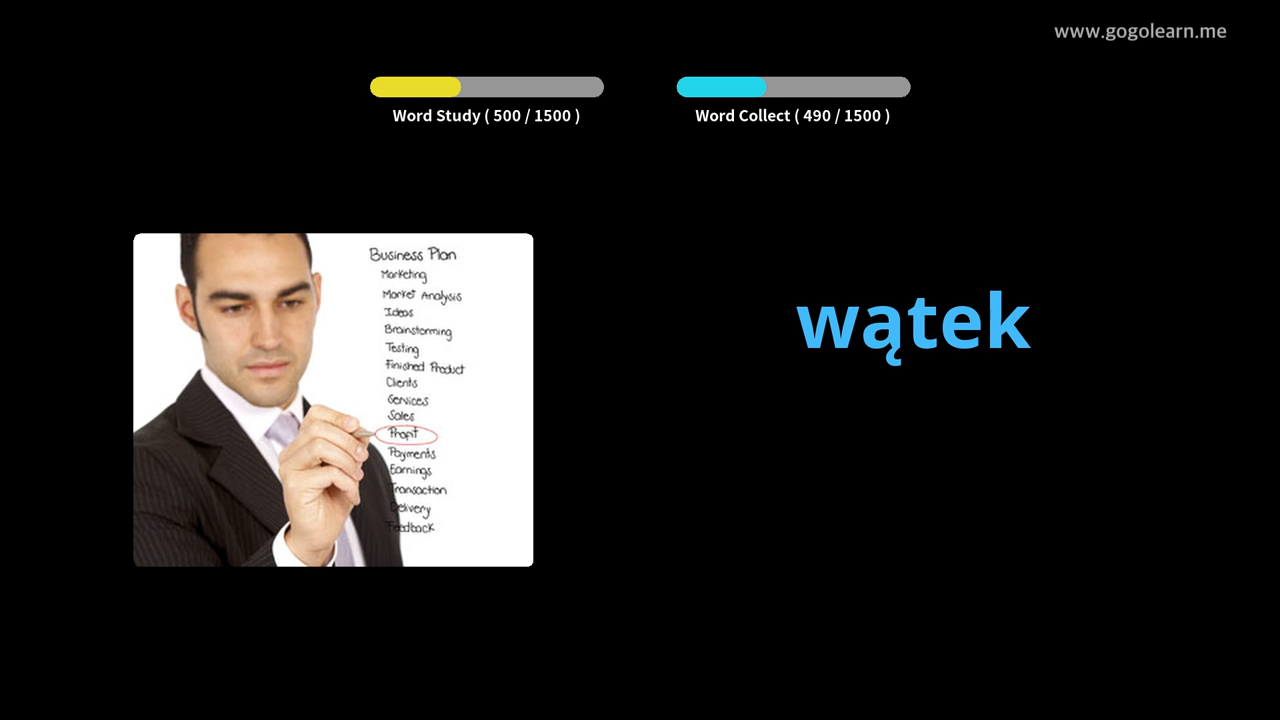 www.gogolearn.me
Word Study ( 500 / 1500 )
Word Collect ( 490 / 1500 )
Business Plan
Marketing
Market Analysis
Ideas
Brainstorming
Testing
Finished Product
Clients
Services
Sales
Profit
Payments
Earnings
Transaction
Delivery
Feedback
wątek